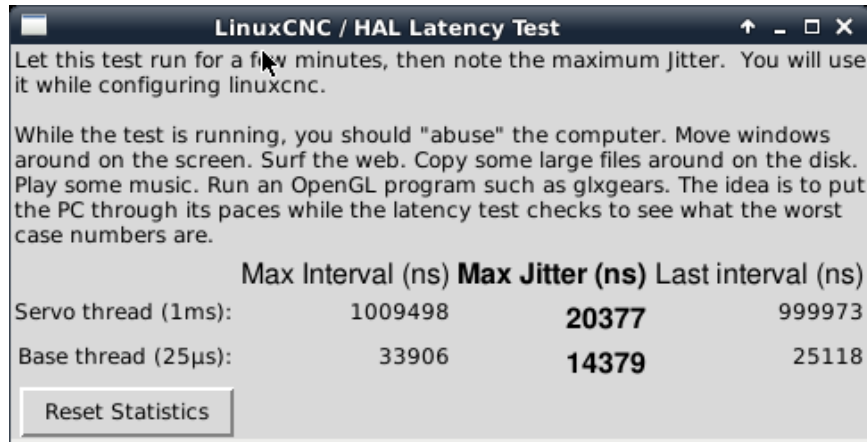 LinuxCNC / HAL Latency Test
Let this test run for a few minutes, then note the maximum Jitter. You will use
it while configuring linuxcnc.
While the test is running, you should "abuse" the computer. Move windows
around on the screen. Surf the web. Copy some large files around on the disk.
Play some music. Run an OpenGL program such as glxgears. The idea is to put
the PC through its paces while the latency test checks to see what the worst
case numbers are.
Max Interval (ns) Max Jitter (ns) Last interval (ns)
Servo thread (1ms): 1009498 20377 999973
Base thread (25µs): 33906 14379 25118
Reset Statistics